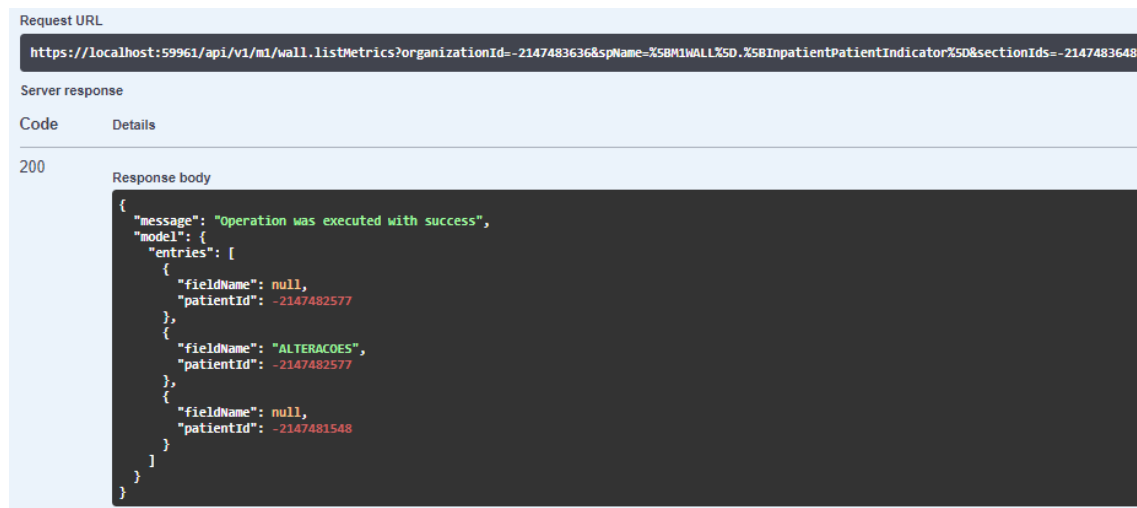 Request URL
https://localhost:59961/api/v1/m1/wall.listMetrics?organizationId=-2147483636&spName=%5BM1WALL%5D.%5BInpatientPatientIndicator%5D&sectionIds=-2147483648
Server response
Code Details
200
Response body
{
"message": "Operation was executed with success",
"model": {
"entries": [
{
"fieldName": null,
"patientId": -2147482577
},
{
"fieldName": "ALTERACOES",
"patientId": -2147482577
},
{
"fieldName": null,
"patientId": -2147481548
}
]
}
}